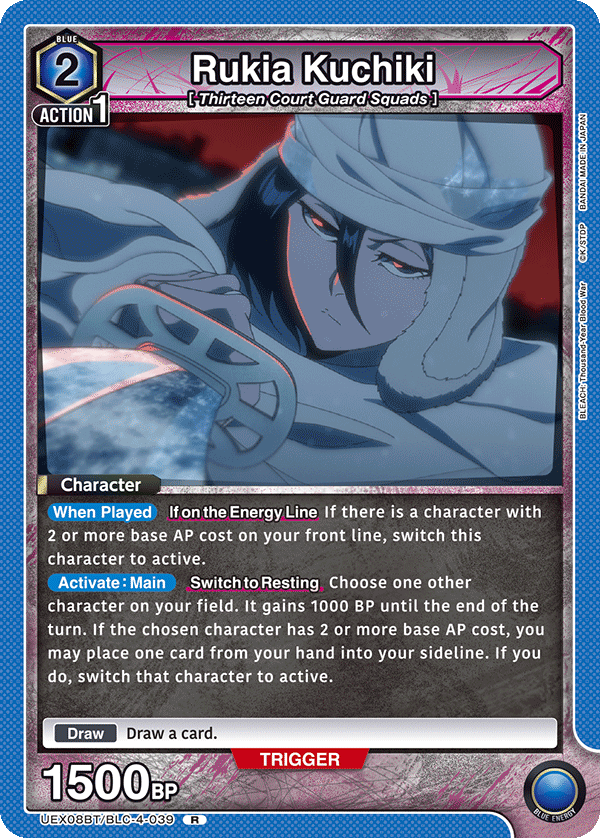 BLUE
2
ACTION 1
Rukia Kuchiki
[ Thirteen Court Guard Squads ]
BANDAI MADE IN JAPAN
©K/STDP
BLEACH: Thousand-Year Blood War
Character
When Played If on the Energy Line If there is a character with
2 or more base AP cost on your front line, switch this
character to active.
Activate:Main Switch to Resting Choose one other
character on your field. It gains 1000 BP until the end of the
turn. If the chosen character has 2 or more base AP cost, you
may place one card from your hand into your sideline. If you
do, switch that character to active.
Draw Draw a card.
TRIGGER
1500BP
UEX08BT/BLC-4-039 R
BLUE ENERGY